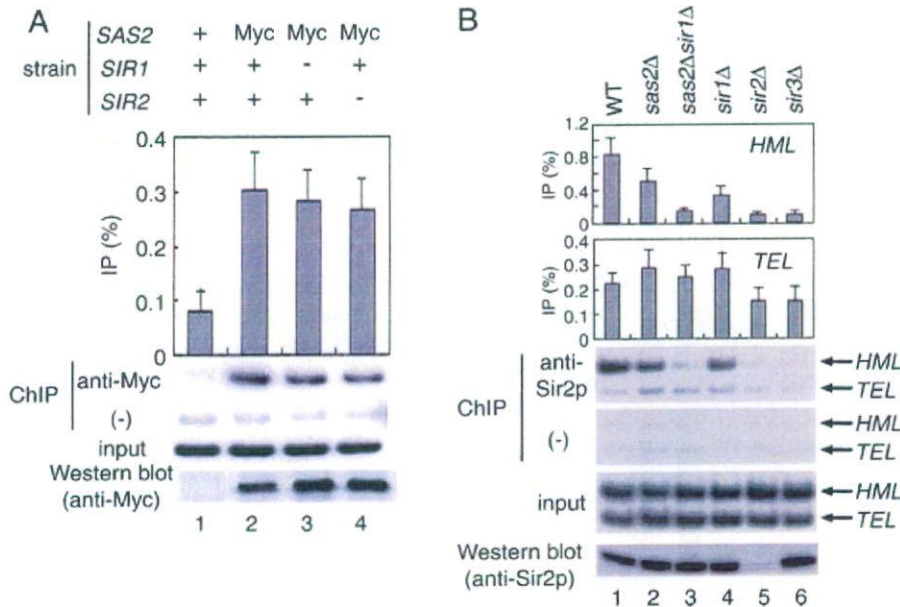 A
SAS2 + Myc Myc Myc
strain SIR1 + + - +
SIR2 + + + -
0.4
0.3
0.2
0.1
0
IP (%)
ChIP
anti-Myc
(-)
input
Western blot
(anti-Myc)
1 2 3 4
B
WT
sas2Δ
sas2Δsir1Δ
sir1Δ
sir2Δ
sir3Δ
1.2
0.8
0.4
0
IP (%)
HML
0.4
0.3
0.2
0.1
0
IP (%)
TEL
ChIP
anti-
Sir2p
HML
TEL
(-)
HML
TEL
input
HML
TEL
Western blot
(anti-Sir2p)
1 2 3 4 5 6